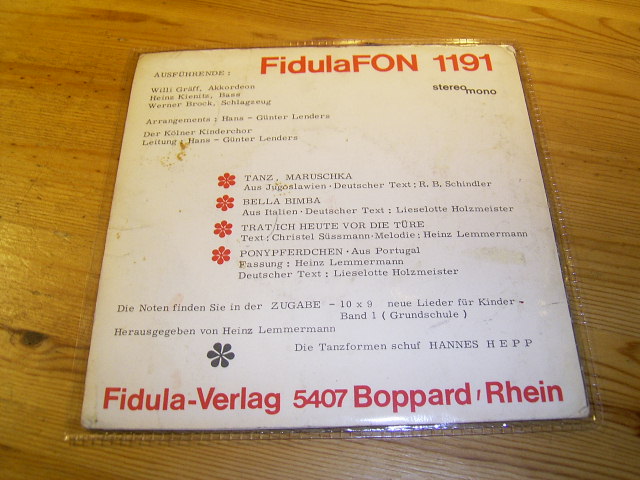 FidulaFON 1191
AUSFÜHRENDE :
stereo
mono
Willi Gräff, Akkordeon
Heinz Kienitz, Bass
Werner Brock, Schlagzeug
Arrangements : Hans - Günter Lenders
Der Kölner Kinderchor
Leitung : Hans - Günter Lenders
TANZ, MARUSCHKA
Aus Jugoslawien · Deutscher Text : R. B. Schindler
BELLA BIMBA
Aus Italien · Deutscher Text : Lieselotte Holzmeister
TRAT ICH HEUTE VOR DIE TÜRE
Text : Christel Süssmann · Melodie : Heinz Lemmermann
PONYPFERDCHEN · Aus Portugal
Fassung : Heinz Lemmermann
Deutscher Text : Lieselotte Holzmeister
Die Noten finden Sie in der ZUGABE - 10 x 9 neue Lieder für Kinder -
Band 1 ( Grundschule )
Herausgegeben von Heinz Lemmermann
Die Tanzformen schuf HANNES HEPP
Fidula-Verlag 5407 Boppard/Rhein